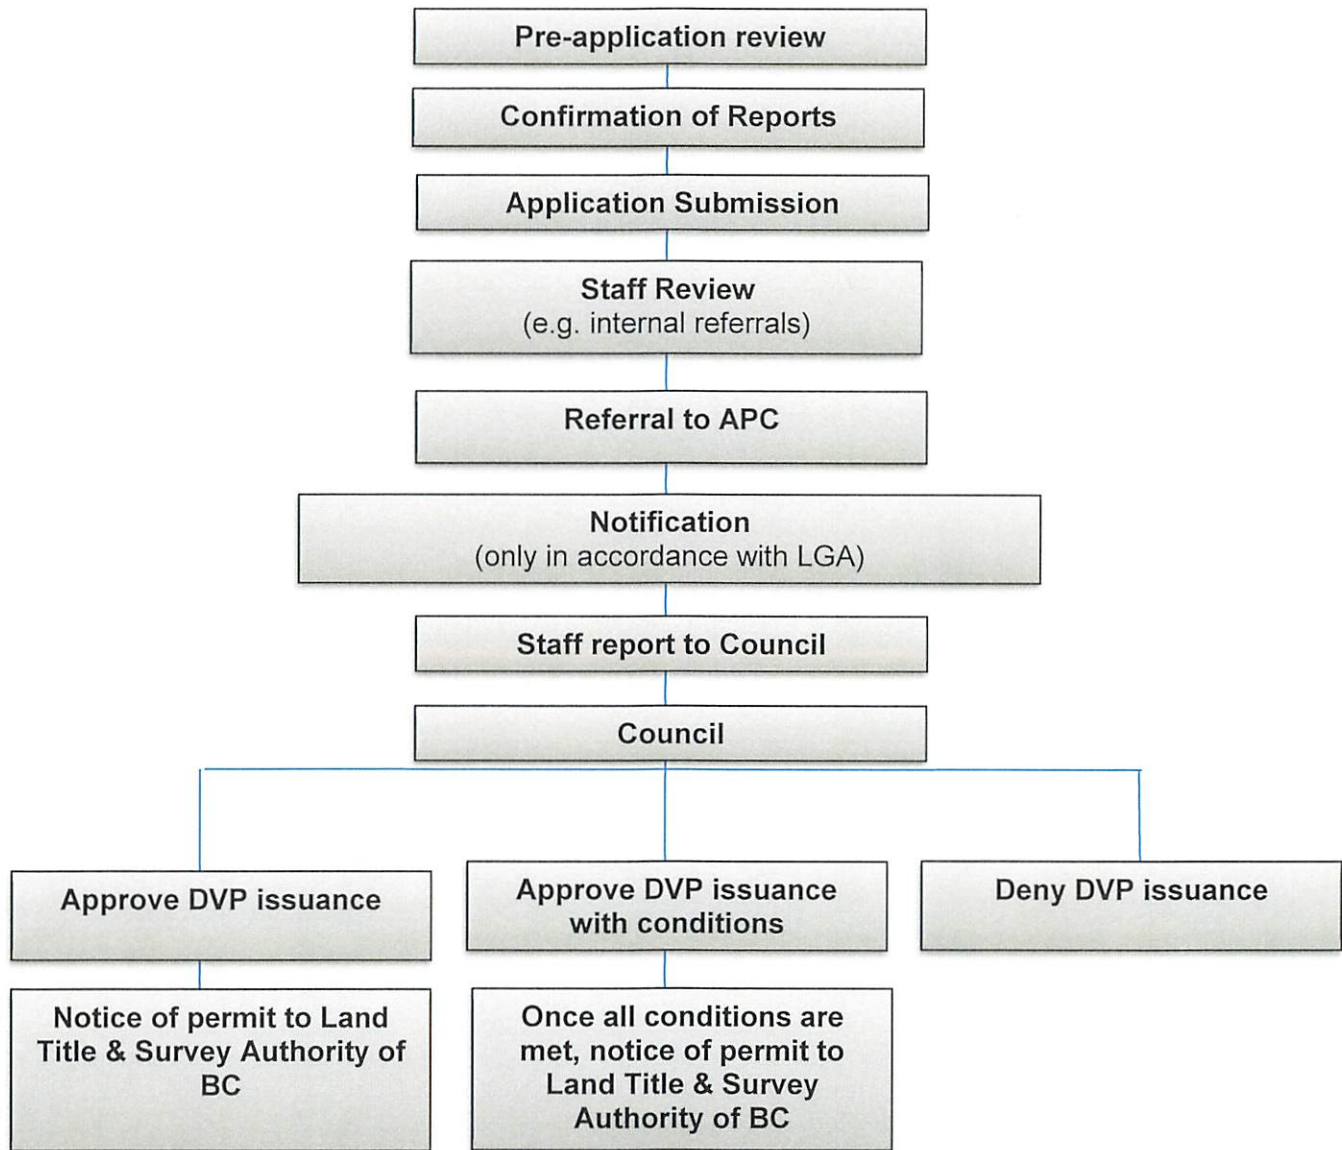 Pre-application review
Confirmation of Reports
Application Submission
Staff Review
(e.g. internal referrals)
Referral to APC
Notification
(only in accordance with LGA)
Staff report to Council
Council
Approve DVP issuance
Approve DVP issuance
with conditions
Deny DVP issuance
Notice of permit to Land
Title & Survey Authority of
BC
Once all conditions are
met, notice of permit to
Land Title & Survey
Authority of BC